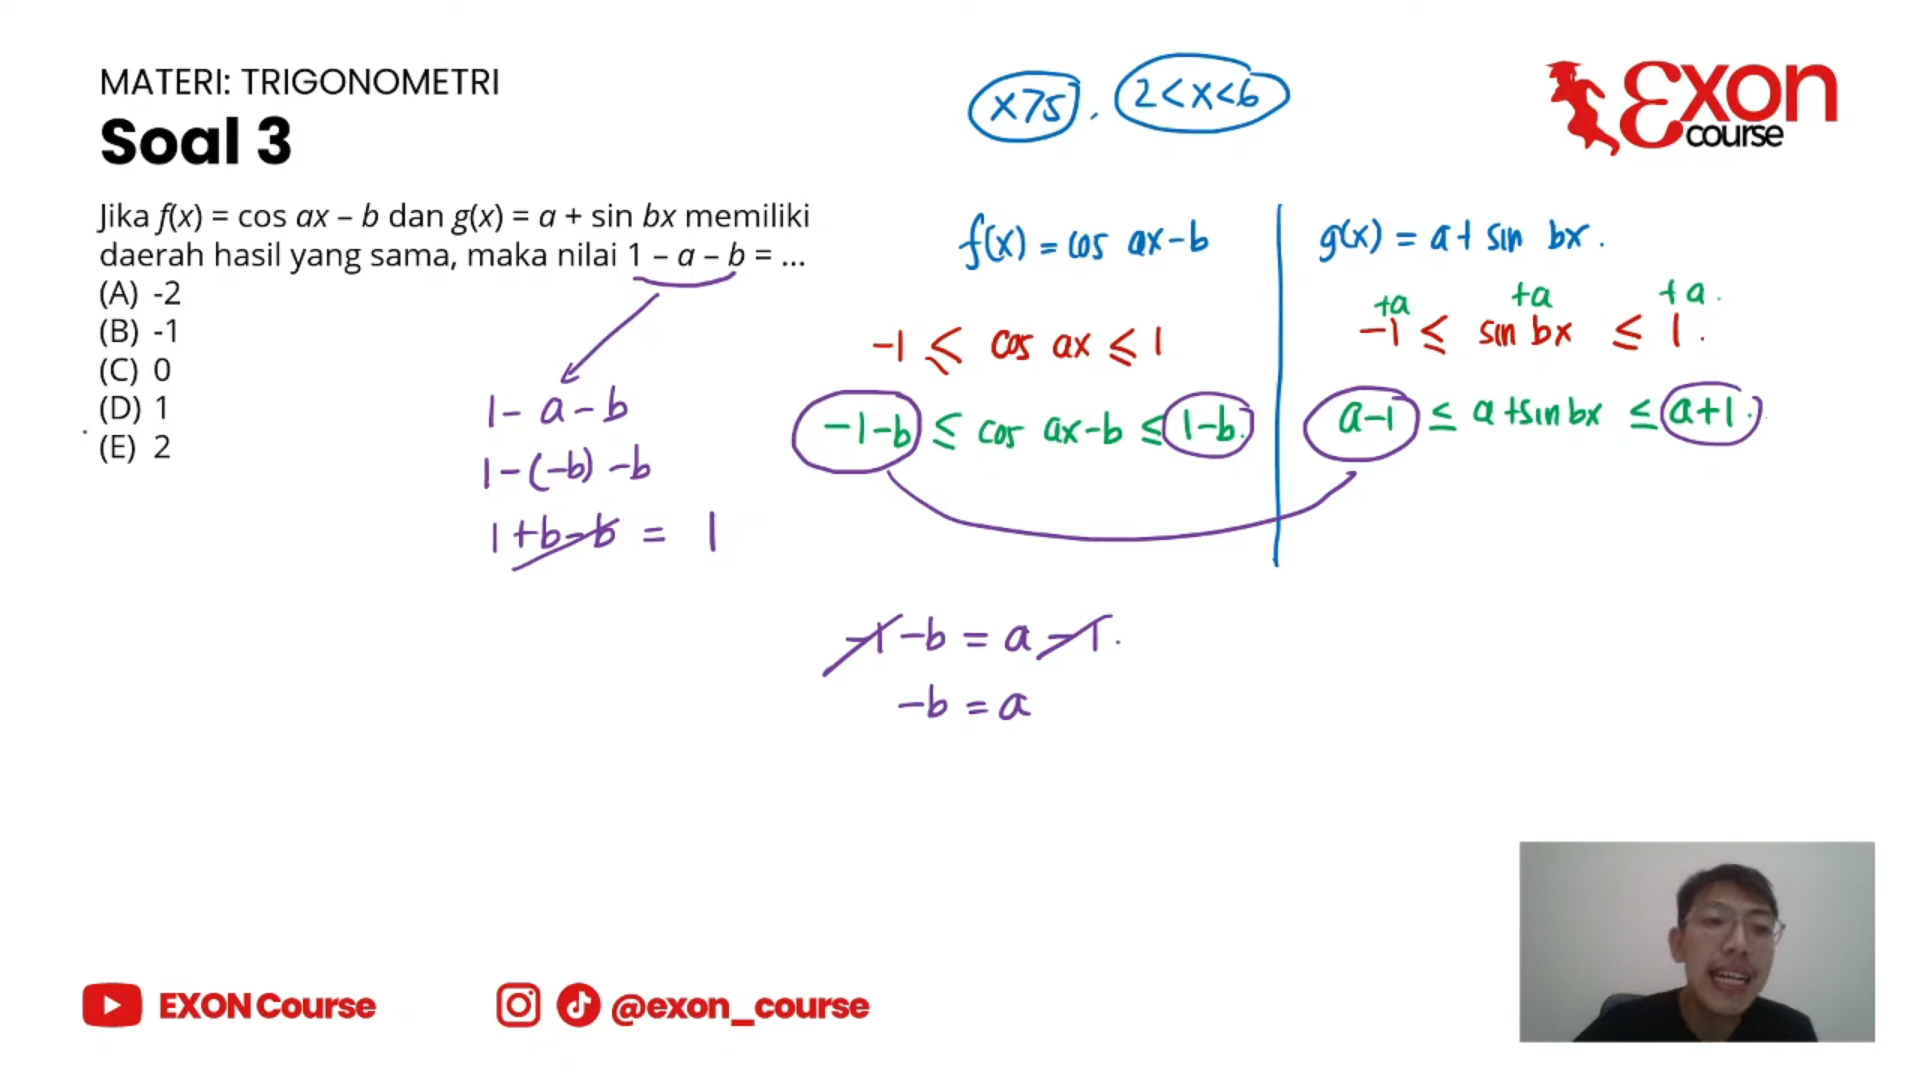 MATERI: TRIGONOMETRI
Soal 3
Jika f(x) = cos ax – b dan g(x) = a + sin bx memiliki
daerah hasil yang sama, maka nilai 1 – a – b = ...
(A) -2
(B) -1
(C) 0
(D) 1
(E) 2
1 - a - b
1 - (-b) - b
1 + b - b = 1
x>5 . 2<x<6
f(x) = cos ax - b
-1 ≤ cos ax ≤ 1
-1-b ≤ cos ax-b ≤ 1-b.
g(x) = a + sin bx .
+a +a +a .
-1 ≤ sin bx ≤ 1 .
a-1 ≤ a+sin bx ≤ a+1 .
-1 -b = a -1 .
-b = a
Exon
course
EXON Course
@exon_course